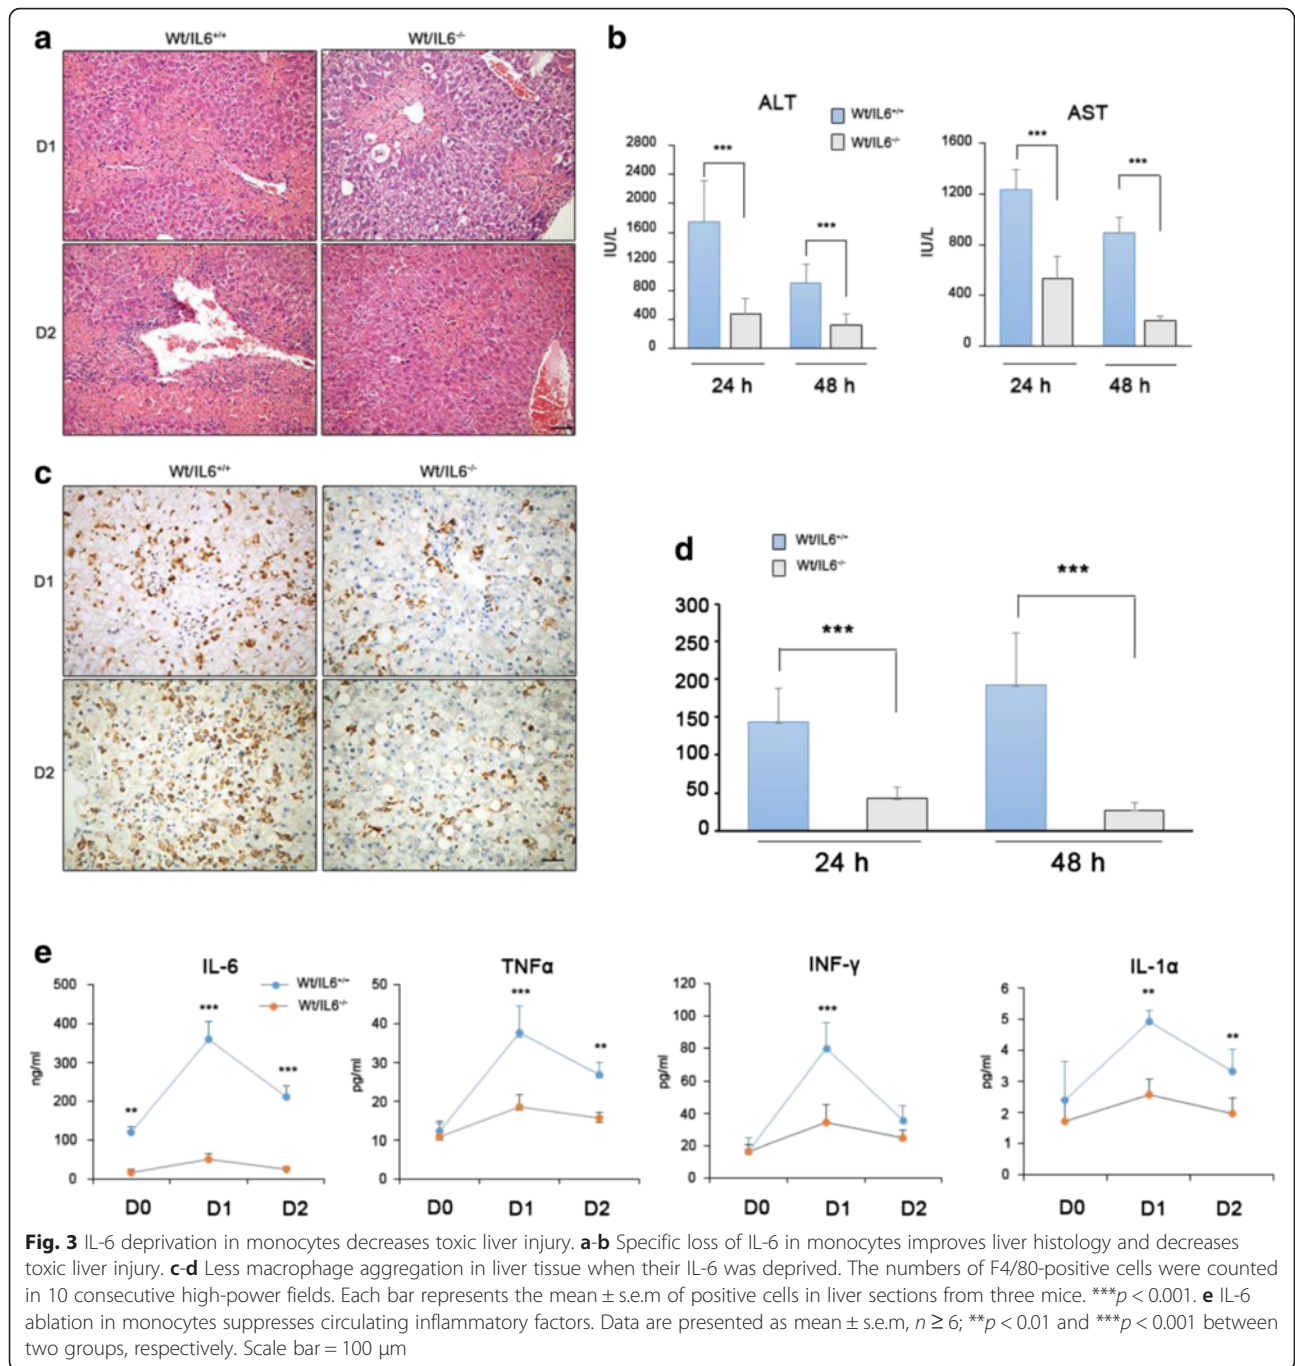 a
Wt/IL6+/+
Wt/IL6-/-
D1
D2
b
ALT
Wt/IL6+/+
Wt/IL6-/-
IU/L
2800
2400
2000
1600
1200
800
400
0
***
***
24 h
48 h
AST
IU/L
1600
1200
800
400
0
***
***
24 h
48 h
c
Wt/IL6+/+
Wt/IL6-/-
D1
D2
d
Wt/IL6+/+
Wt/IL6-/-
300
250
200
150
100
50
0
***
***
24 h
48 h
e
IL-6
Wt/IL6+/+
Wt/IL6-/-
ng/ml
500
400
300
200
100
0
**
***
***
D0
D1
D2
TNFα
pg/ml
50
40
30
20
10
0
***
**
D0
D1
D2
INF-γ
pg/ml
120
100
80
60
40
20
0
***
D0
D1
D2
IL-1α
pg/ml
6
5
4
3
2
1
0
**
**
D0
D1
D2
Fig. 3 IL-6 deprivation in monocytes decreases toxic liver injury. a-b Specific loss of IL-6 in monocytes improves liver histology and decreases
toxic liver injury. c-d Less macrophage aggregation in liver tissue when their IL-6 was deprived. The numbers of F4/80-positive cells were counted
in 10 consecutive high-power fields. Each bar represents the mean ± s.e.m of positive cells in liver sections from three mice. ***p < 0.001. e IL-6
ablation in monocytes suppresses circulating inflammatory factors. Data are presented as mean ± s.e.m, n ≥ 6; **p < 0.01 and ***p < 0.001 between
two groups, respectively. Scale bar = 100 μm